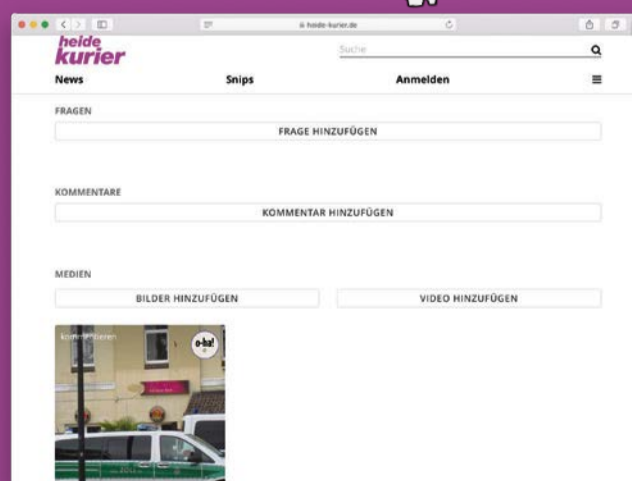 heide-kurier.de
heide
kurier
Suche
News Snips Anmelden
FRAGEN
FRAGE HINZUFÜGEN
KOMMENTARE
KOMMENTAR HINZUFÜGEN
MEDIEN
BILDER HINZUFÜGEN VIDEO HINZUFÜGEN
kommentieren
o-ha!